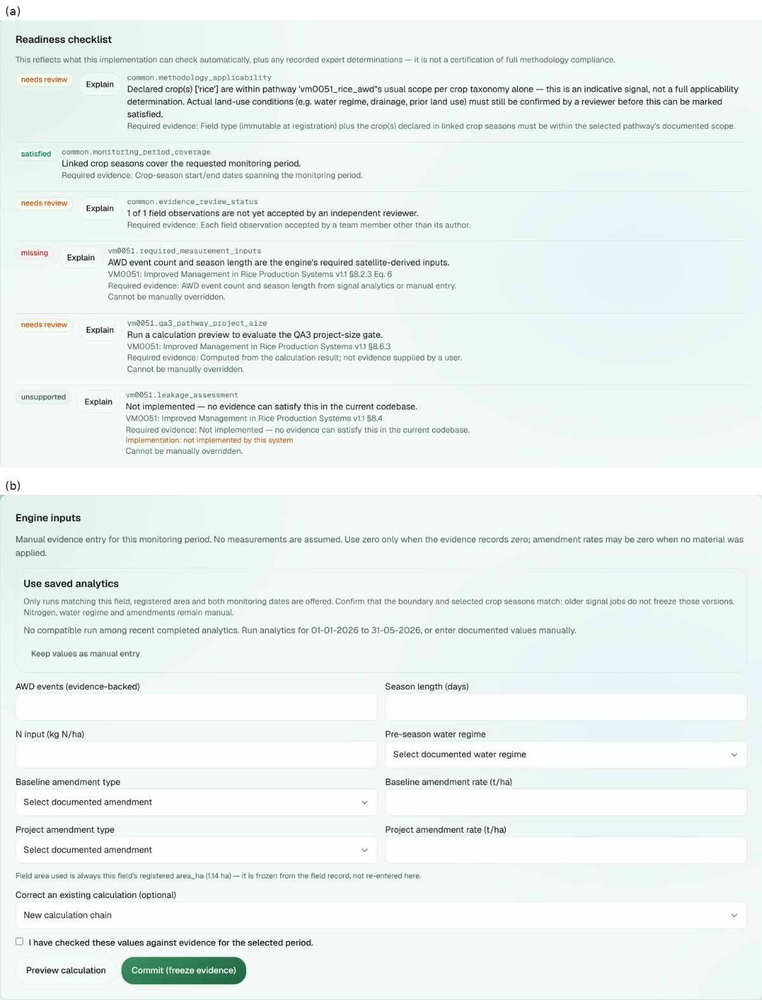 (a)
Readiness checklist
This reflects what this implementation can check automatically, plus any recorded expert determinations — it is not a certification of full methodology compliance.
needs review
Explain
common.methodology_applicability
Declared crop(s) ['rice'] are within pathway 'vm0051_rice_awd''s usual scope per crop taxonomy alone — this is an indicative signal, not a full applicability
determination. Actual land-use conditions (e.g. water regime, drainage, prior land use) must still be confirmed by a reviewer before this can be marked
satisfied.
Required evidence: Field type (immutable at registration) plus the crop(s) declared in linked crop seasons must be within the selected pathway's documented scope.
satisfied
common.monitoring_period_coverage
Linked crop seasons cover the requested monitoring period.
Required evidence: Crop-season start/end dates spanning the monitoring period.
needs review
Explain
common.evidence_review_status
1 of 1 field observations are not yet accepted by an independent reviewer.
Required evidence: Each field observation accepted by a team member other than its author.
missing
Explain
vm0051.required_measurement_inputs
AWD event count and season length are the engine's required satellite-derived inputs.
VM0051: Improved Management in Rice Production Systems v1.1 §8.2.3 Eq. 6
Required evidence: AWD event count and season length from signal analytics or manual entry.
Cannot be manually overridden.
needs review
Explain
vm0051.qa3_pathway_project_size
Run a calculation preview to evaluate the QA3 project-size gate.
VM0051: Improved Management in Rice Production Systems v1.1 §8.6.3
Required evidence: Computed from the calculation result; not evidence supplied by a user.
Cannot be manually overridden.
unsupported
Explain
vm0051.leakage_assessment
Not implemented — no evidence can satisfy this in the current codebase.
VM0051: Improved Management in Rice Production Systems v1.1 §8.4
Required evidence: Not implemented — no evidence can satisfy this in the current codebase.
Implementation: not implemented by this system
Cannot be manually overridden.
(b)
Engine inputs
Manual evidence entry for this monitoring period. No measurements are assumed. Use zero only when the evidence records zero; amendment rates may be zero when no material was
applied.
Use saved analytics
Only runs matching this field, registered area and both monitoring dates are offered. Confirm that the boundary and selected crop seasons match: older signal jobs do not freeze those versions.
Nitrogen, water regime and amendments remain manual.
No compatible run among recent completed analytics. Run analytics for 01-01-2026 to 31-05-2026, or enter documented values manually.
Keep values as manual entry
AWD events (evidence-backed)
Season length (days)
N input (kg N/ha)
Pre-season water regime
Select documented water regime
Baseline amendment type
Baseline amendment rate (t/ha)
Select documented amendment
Project amendment type
Project amendment rate (t/ha)
Select documented amendment
Field area used is always this field's registered area_ha (1.14 ha) — it is frozen from the field record, not re-entered here.
Correct an existing calculation (optional)
New calculation chain
I have checked these values against evidence for the selected period.
Preview calculation
Commit (freeze evidence)